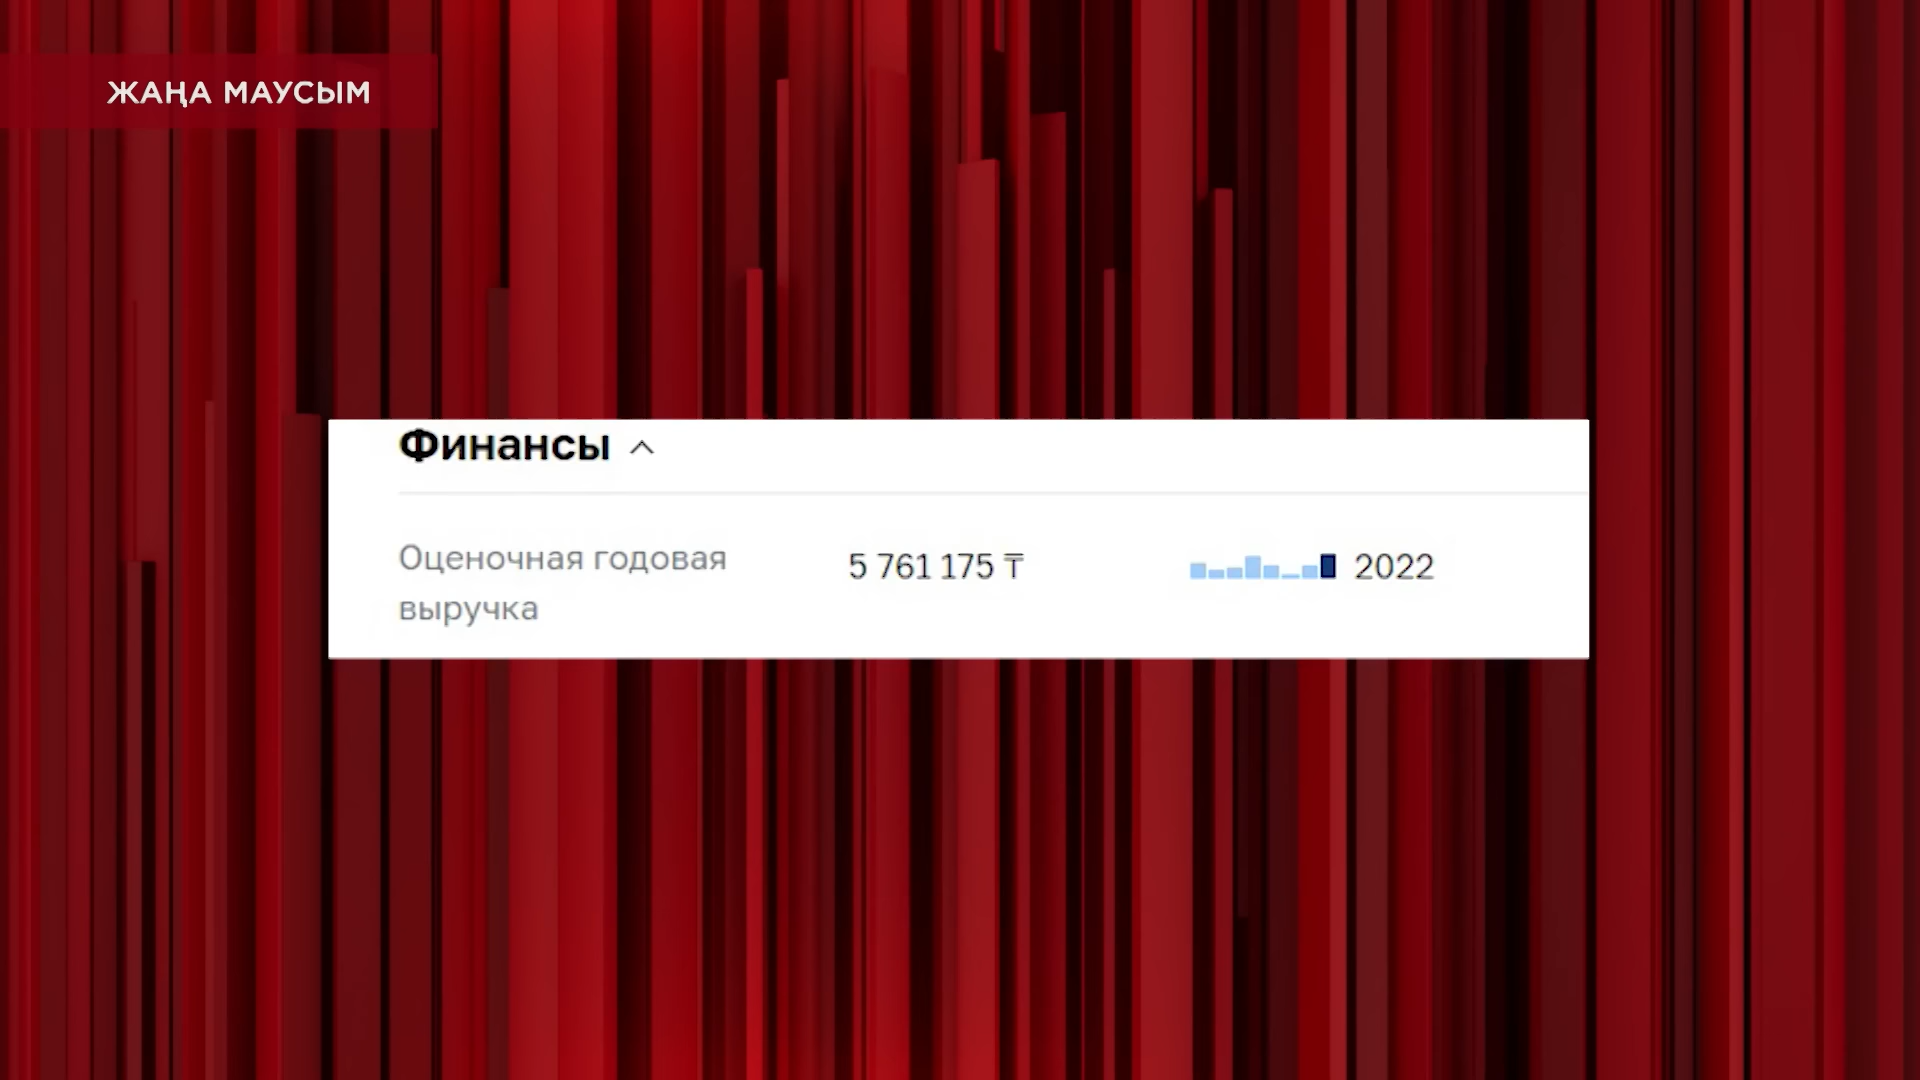 ЖАҢА МАУСЫМ
Финансы
Оценочная годовая
выручка
5 761 175 ₸
2022